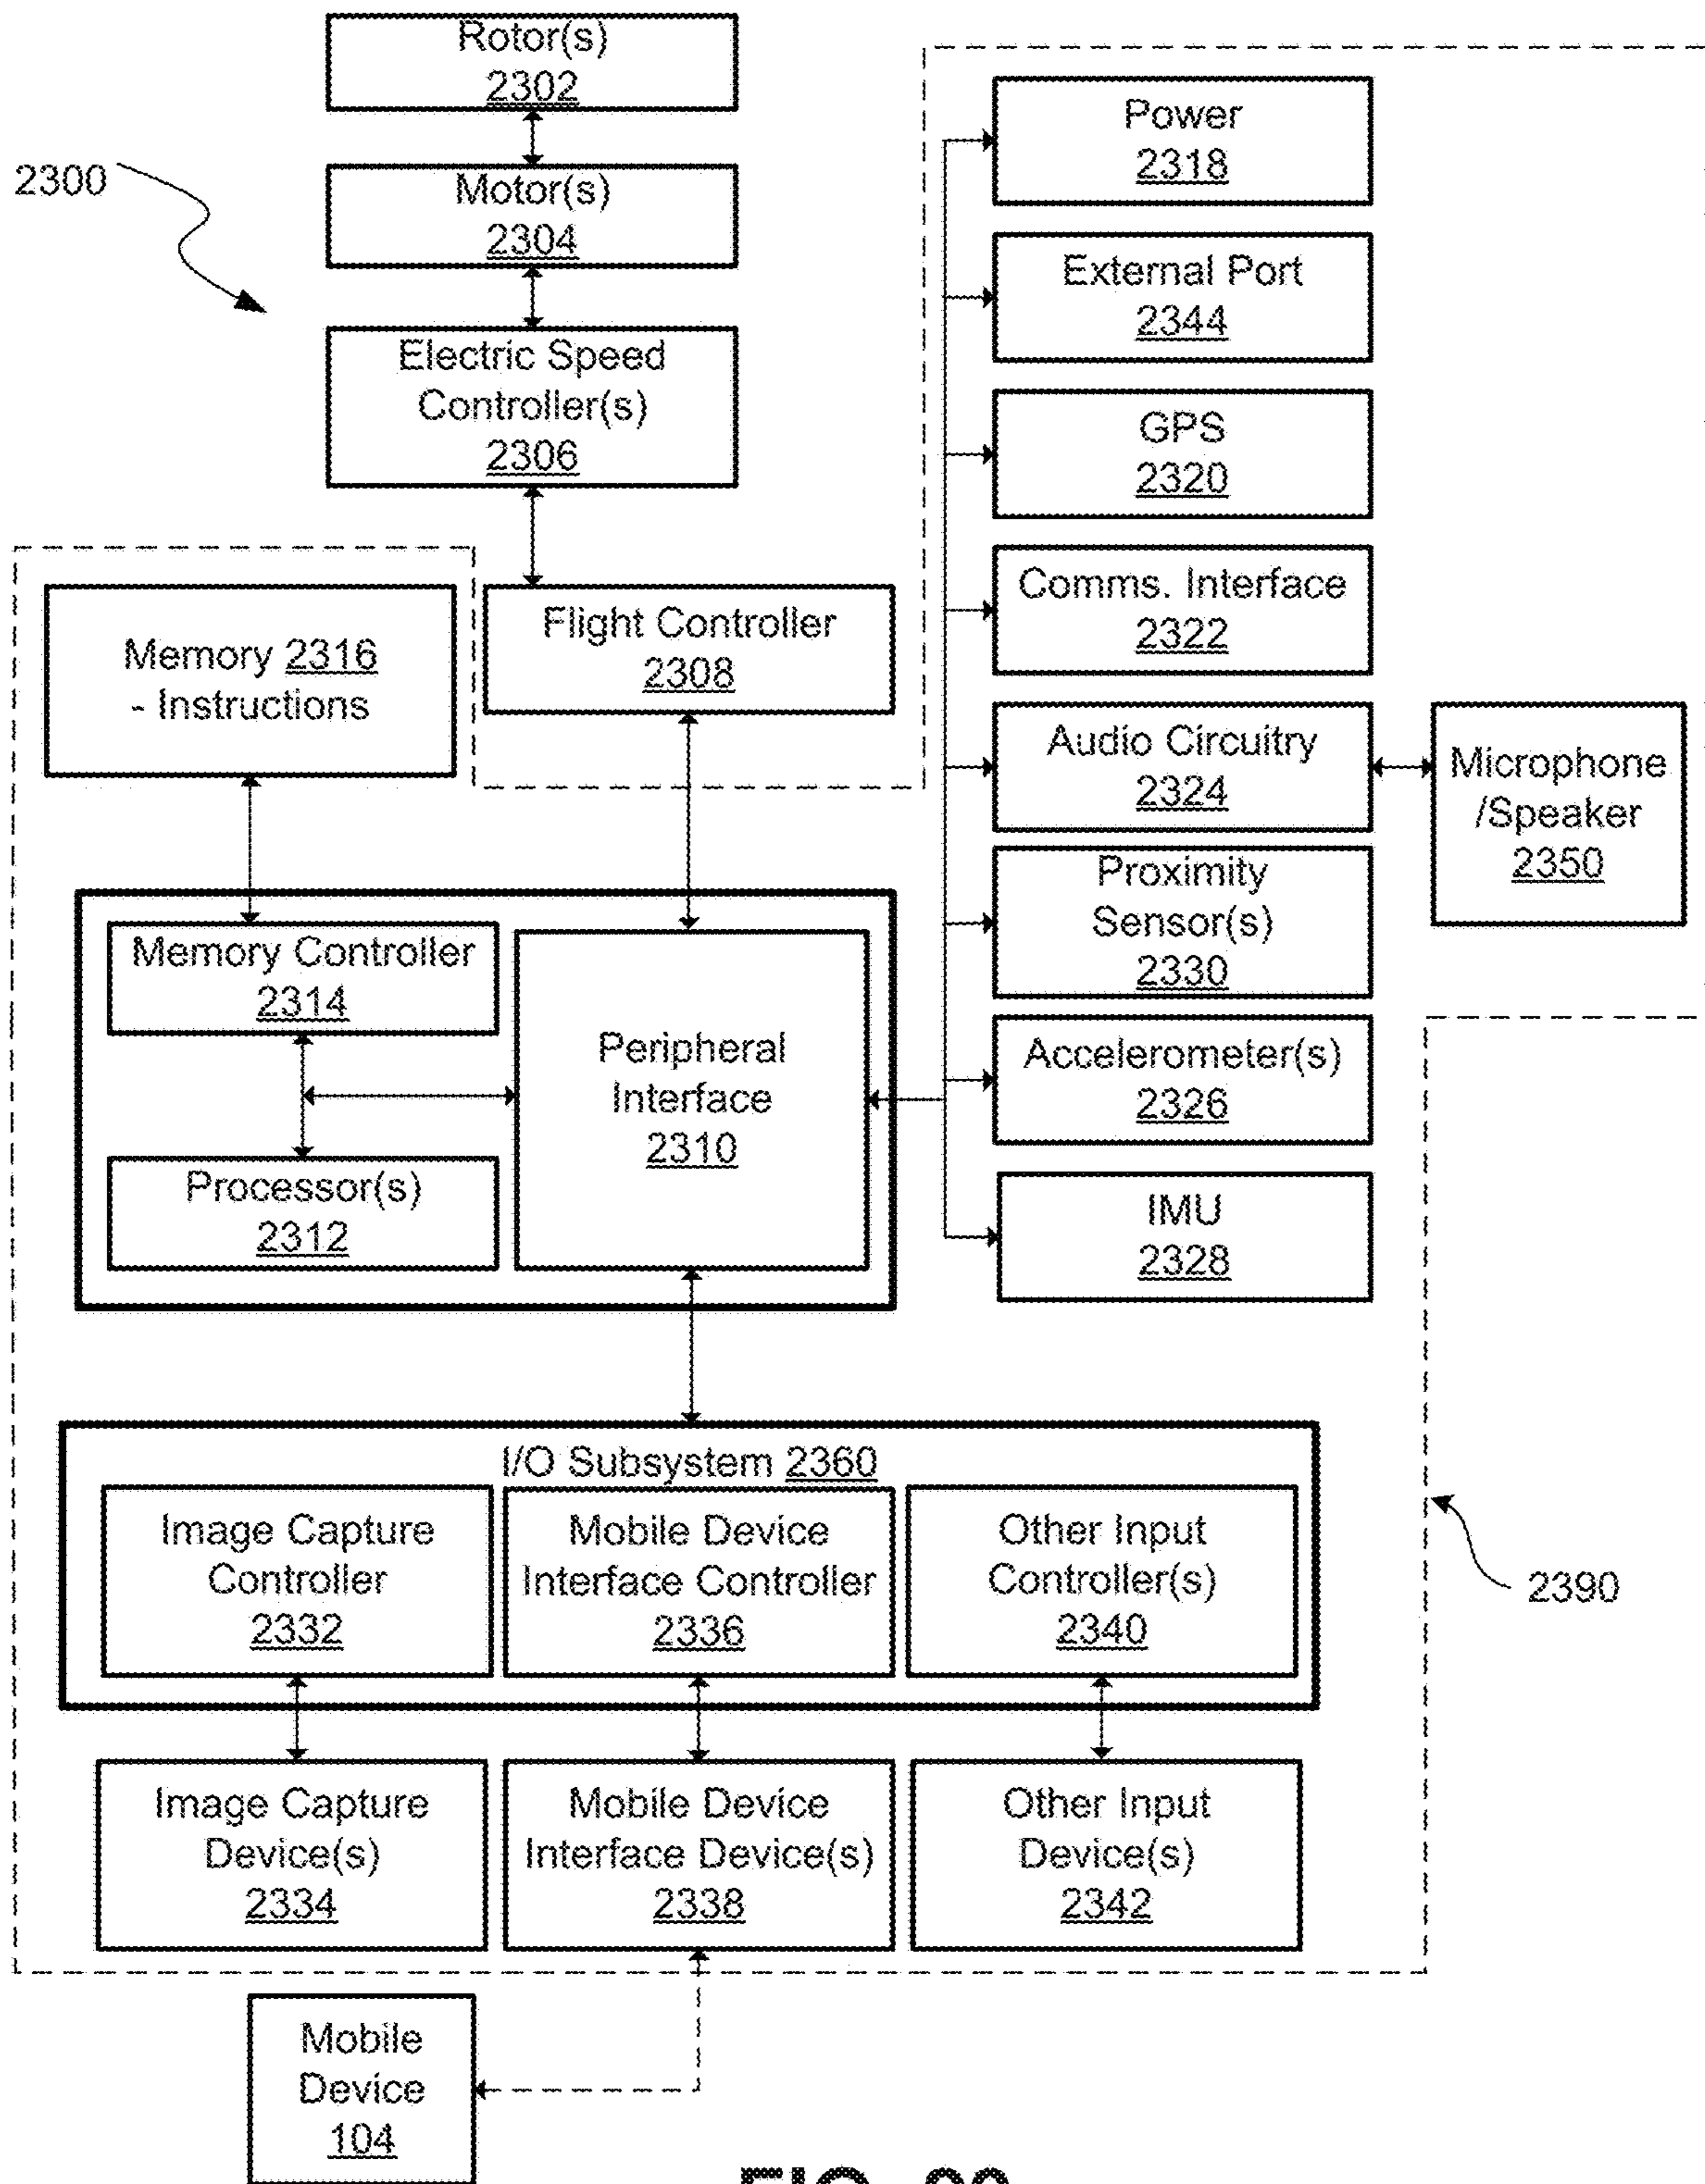 Rotor(s)
2302
2300
Motor(s)
2304
Electric Speed
Controller(s)
2306
Flight Controller
2308
Memory 2316
- Instructions
Memory Controller
2314
Processor(s)
2312
Peripheral
Interface
2310
Power
2318
External Port
2344
GPS
2320
Comms. Interface
2322
Audio Circuitry
2324
Microphone
/Speaker
2350
Proximity
Sensor(s)
2330
Accelerometer(s)
2326
IMU
2328
I/O Subsystem 2360
Image Capture
Controller
2332
Mobile Device
Interface Controller
2336
Other Input
Controller(s)
2340
2390
Image Capture
Device(s)
2334
Mobile Device
Interface Device(s)
2338
Other Input
Device(s)
2342
Mobile
Device
104